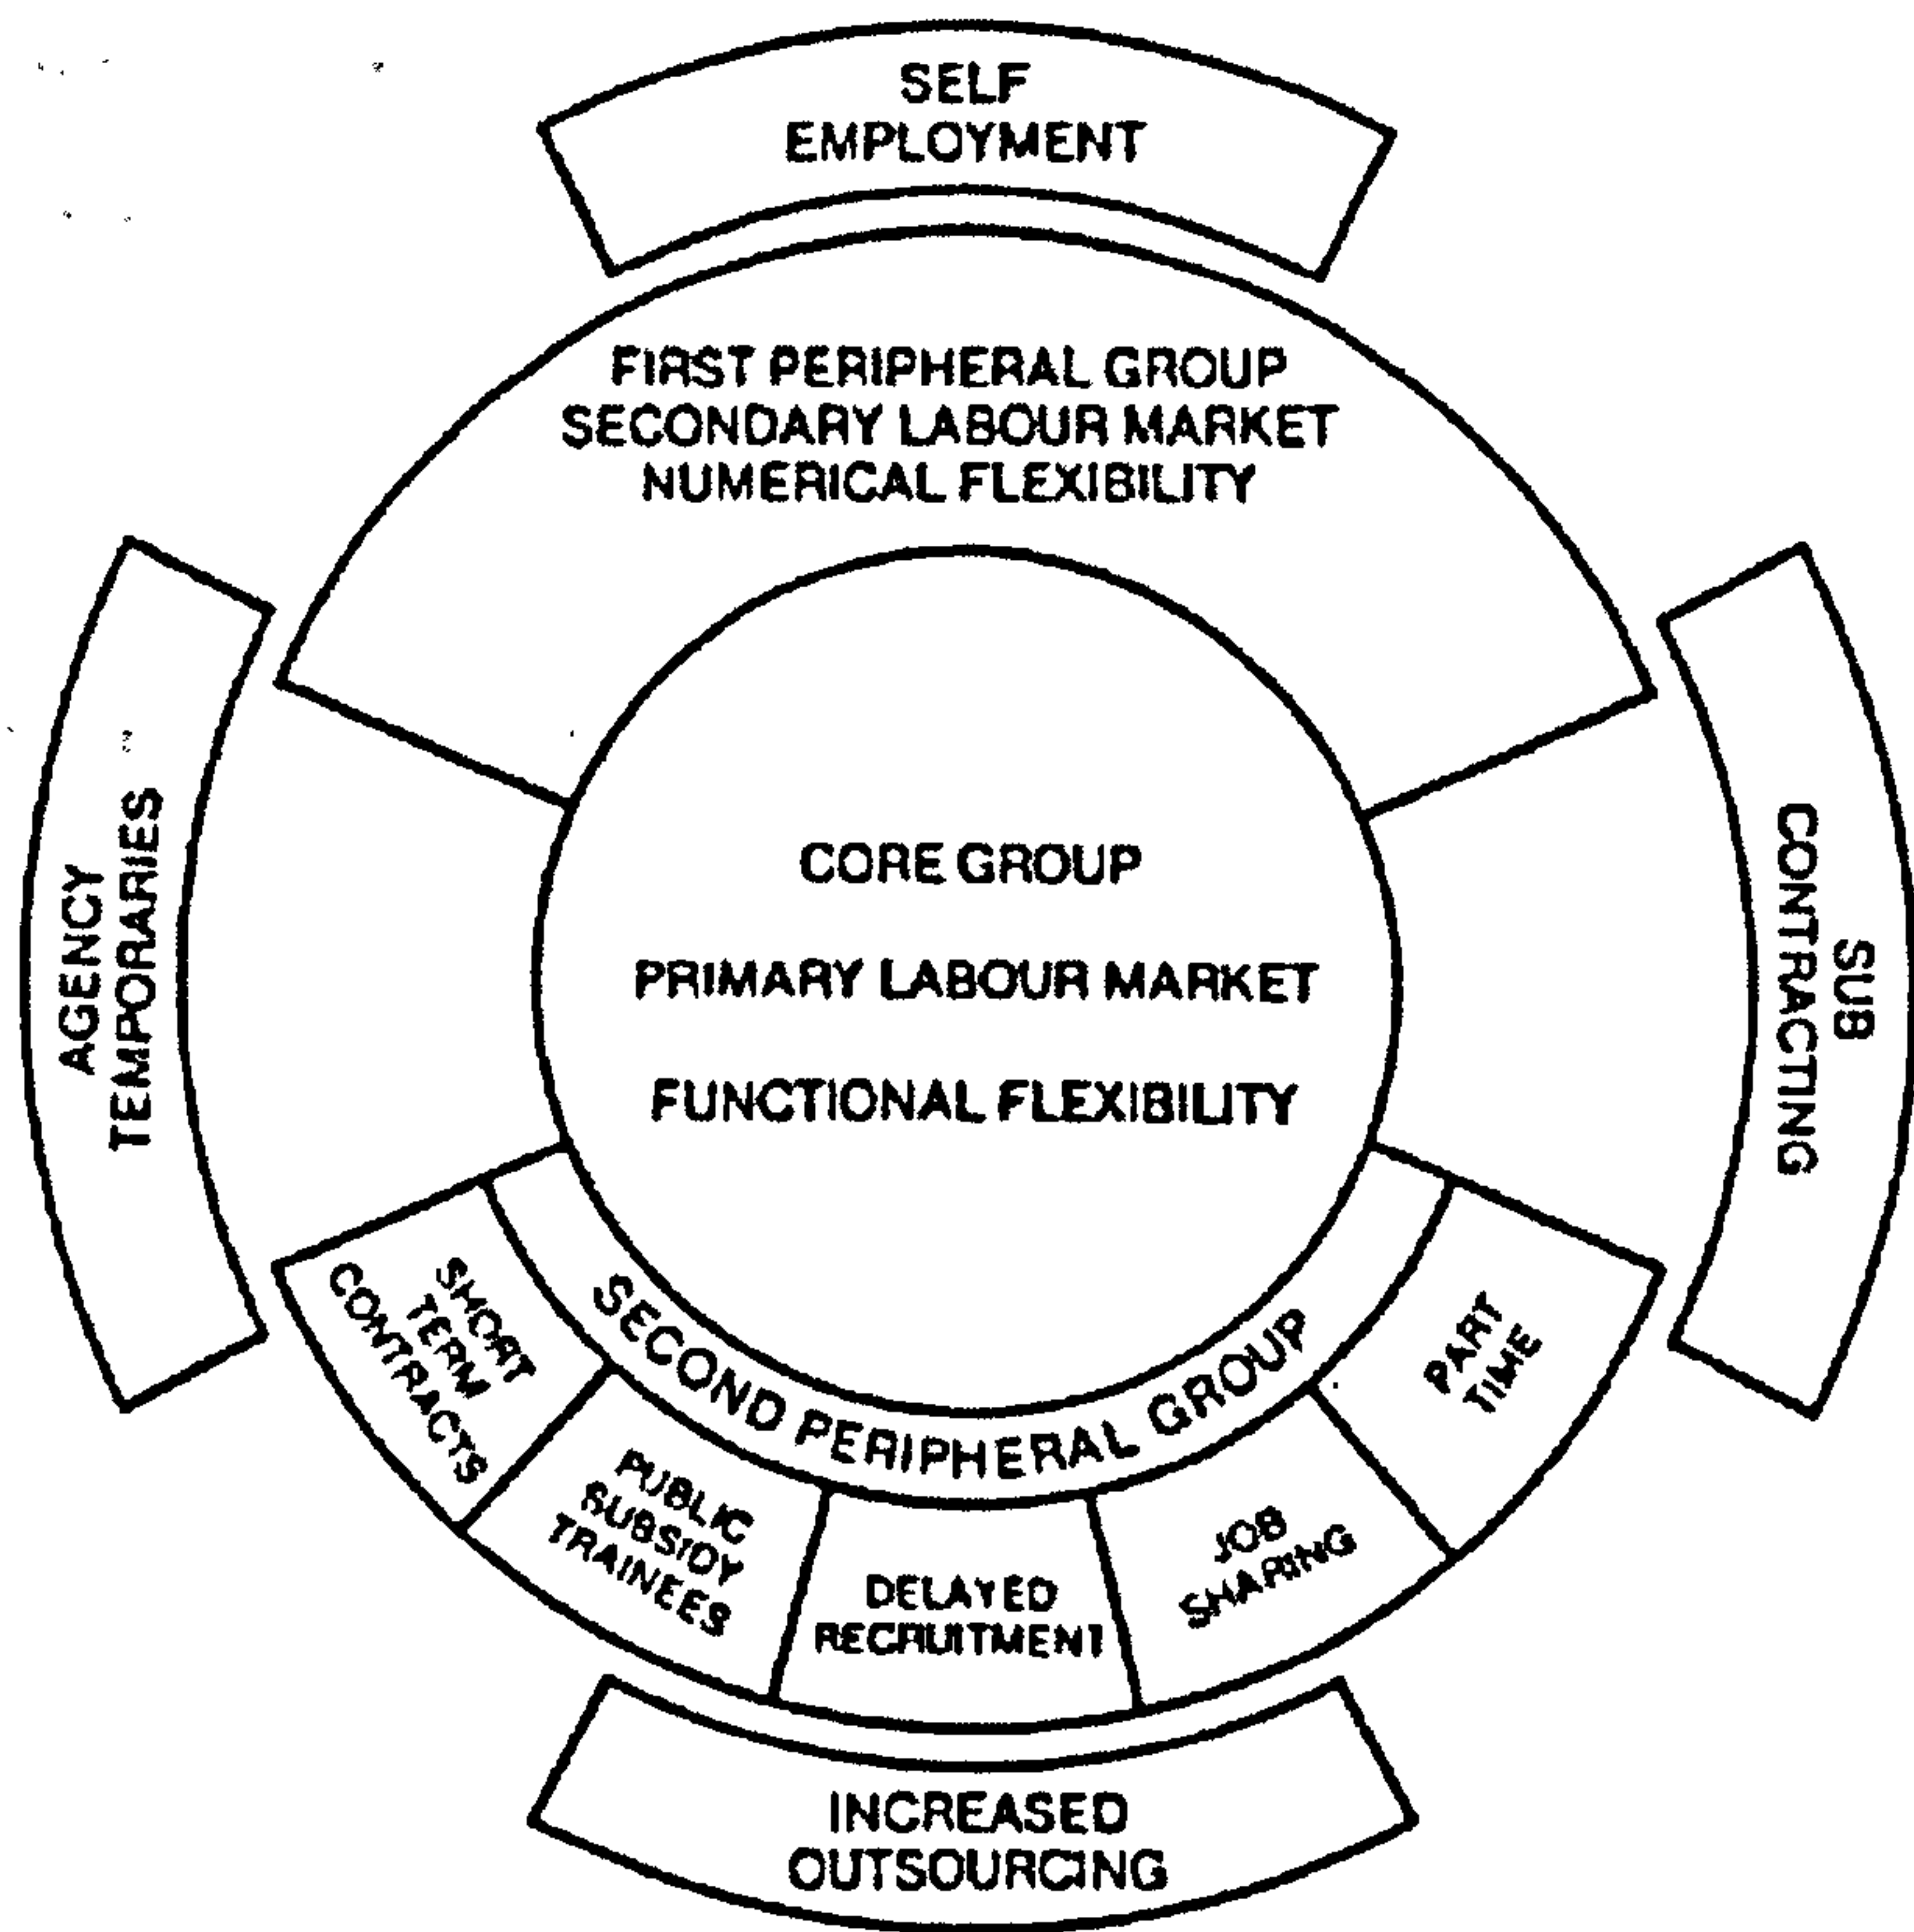 SELF
EMPLOYMENT
FIRST PERIPHERAL GROUP
SECONDARY LABOUR MARKET
NUMERICAL FLEXIBILITY
AGENCY
TEMPORARIES
CORE GROUP
PRIMARY LABOUR MARKET
FUNCTIONAL FLEXIBILITY
SUB
CONTRACTING
SECOND PERIPHERAL GROUP
SHORT
TERM
CONTRACTS
PUBLIC
SUBSIDY
TRAINEES
DELAYED
RECRUITMENT
JOB
SHARING
PART
TIME
INCREASED
OUTSOURCING